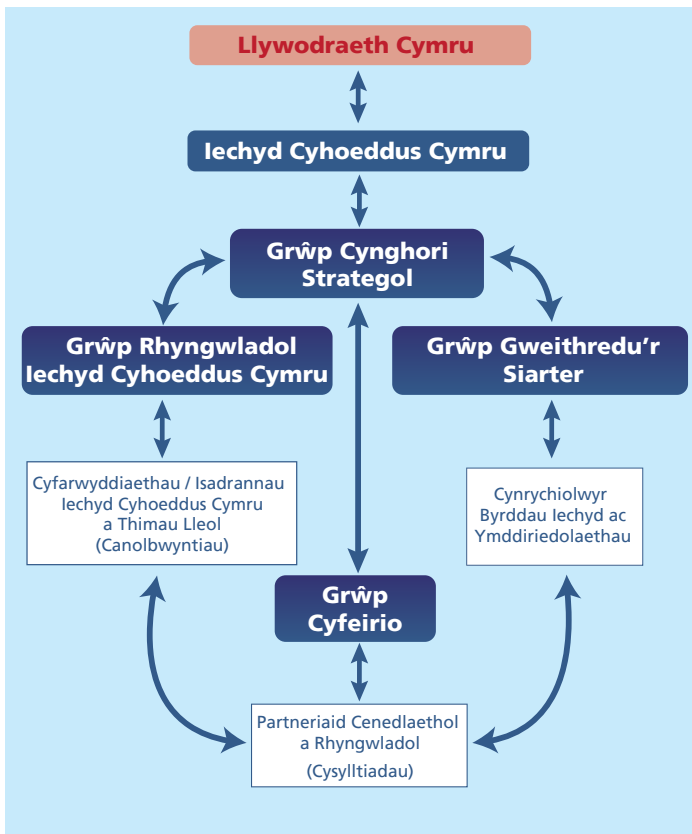 Llywodraeth Cymru
Iechyd Cyhoeddus Cymru
Grŵp Cynghori
Strategol
Grŵp Rhyngwladol
Iechyd Cyhoeddus Cymru
Grŵp Gweithredu’r
Siarter
Cyfarwyddiaethau / Isadrannau
Iechyd Cyhoeddus Cymru
a Thimau Lleol
(Canolbwyntiau)
Cynrychiolwyr
Byrddau Iechyd ac
Ymddiriedolaethau
Grŵp
Cyfeirio
Partneriaid Cenedlaethol
a Rhyngwladol
(Cysylltiadau)